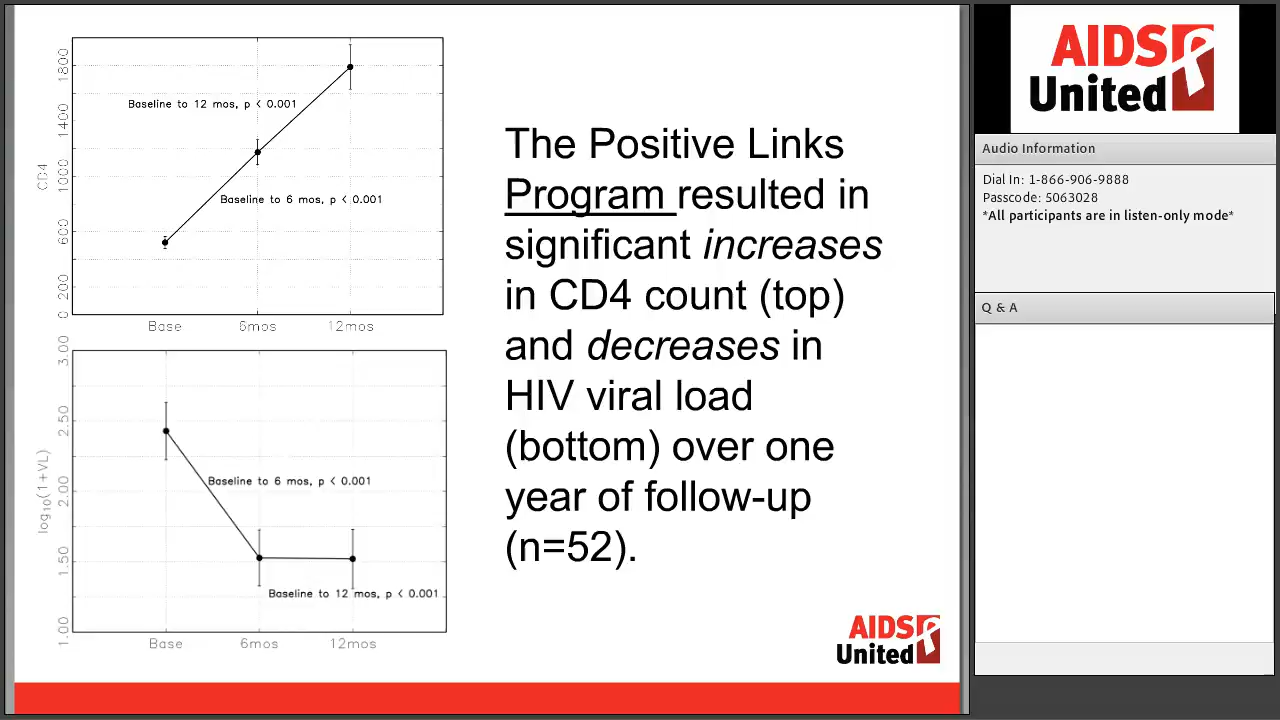 1800
1400
1000
600
200
0
CD4
Baseline to 12 mos, p < 0.001
Baseline to 6 mos, p < 0.001
Base 6mos 12mos
3.00
2.50
2.00
1.50
1.00
log10(1+VL)
Baseline to 6 mos, p < 0.001
Baseline to 12 mos, p < 0.001
Base 6mos 12mos
The Positive Links
Program resulted in
significant increases
in CD4 count (top)
and decreases in
HIV viral load
(bottom) over one
year of follow-up
(n=52).
AIDS
United
AIDS
United
Audio Information
Dial In: 1-866-906-9888
Passcode: 5063028
*All participants are in listen-only mode*
Q & A